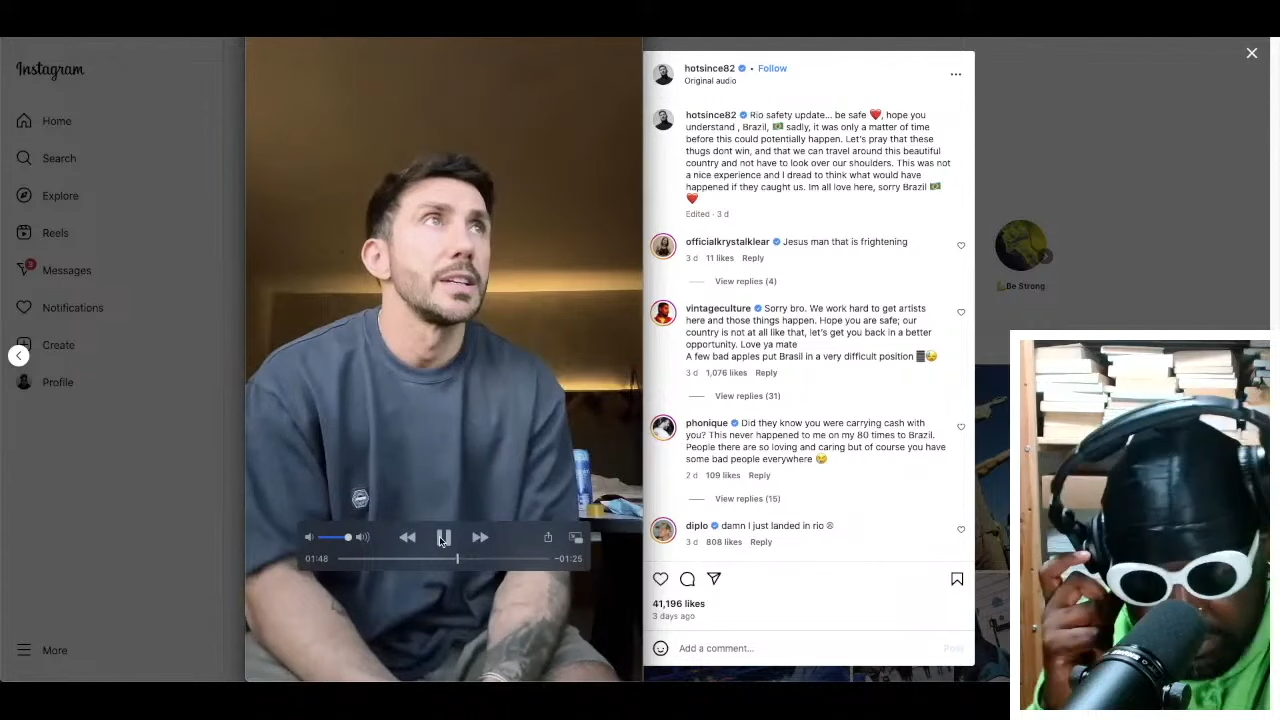 Instagram
Home
Search
Explore
Reels
3
Messages
Notifications
Create
Profile
More
01:48
−01:25
hotsince82 • Follow
Original audio
hotsince82 Rio safety update... be safe ❤️, hope you
understand , Brazil, 🇧🇷 sadly, it was only a matter of time
before this could potentially happen. Let's pray that these
thugs dont win, and that we can travel around this beautiful
country and not have to look over our shoulders. This was not
a nice experience and I dread to think what would have
happened if they caught us. Im all love here, sorry Brazil 🇧🇷
❤️
Edited · 3 d
officialkrystalklear Jesus man that is frightening
3 d 11 likes Reply
View replies (4)
vintageculture Sorry bro. We work hard to get artists
here and those things happen. Hope you are safe; our
country is not at all like that, let's get you back in a better
opportunity. Love ya mate
A few bad apples put Brasil in a very difficult position
3 d 1,076 likes Reply
View replies (31)
phonique Did they know you were carrying cash with
you? This never happened to me on my 80 times to Brazil.
People there are so loving and caring but of course you have
some bad people everywhere 😢
2 d 109 likes Reply
View replies (15)
diplo damn I just landed in rio ☹
3 d 808 likes Reply
41,196 likes
3 days ago
Add a comment...
Post
Be Strong